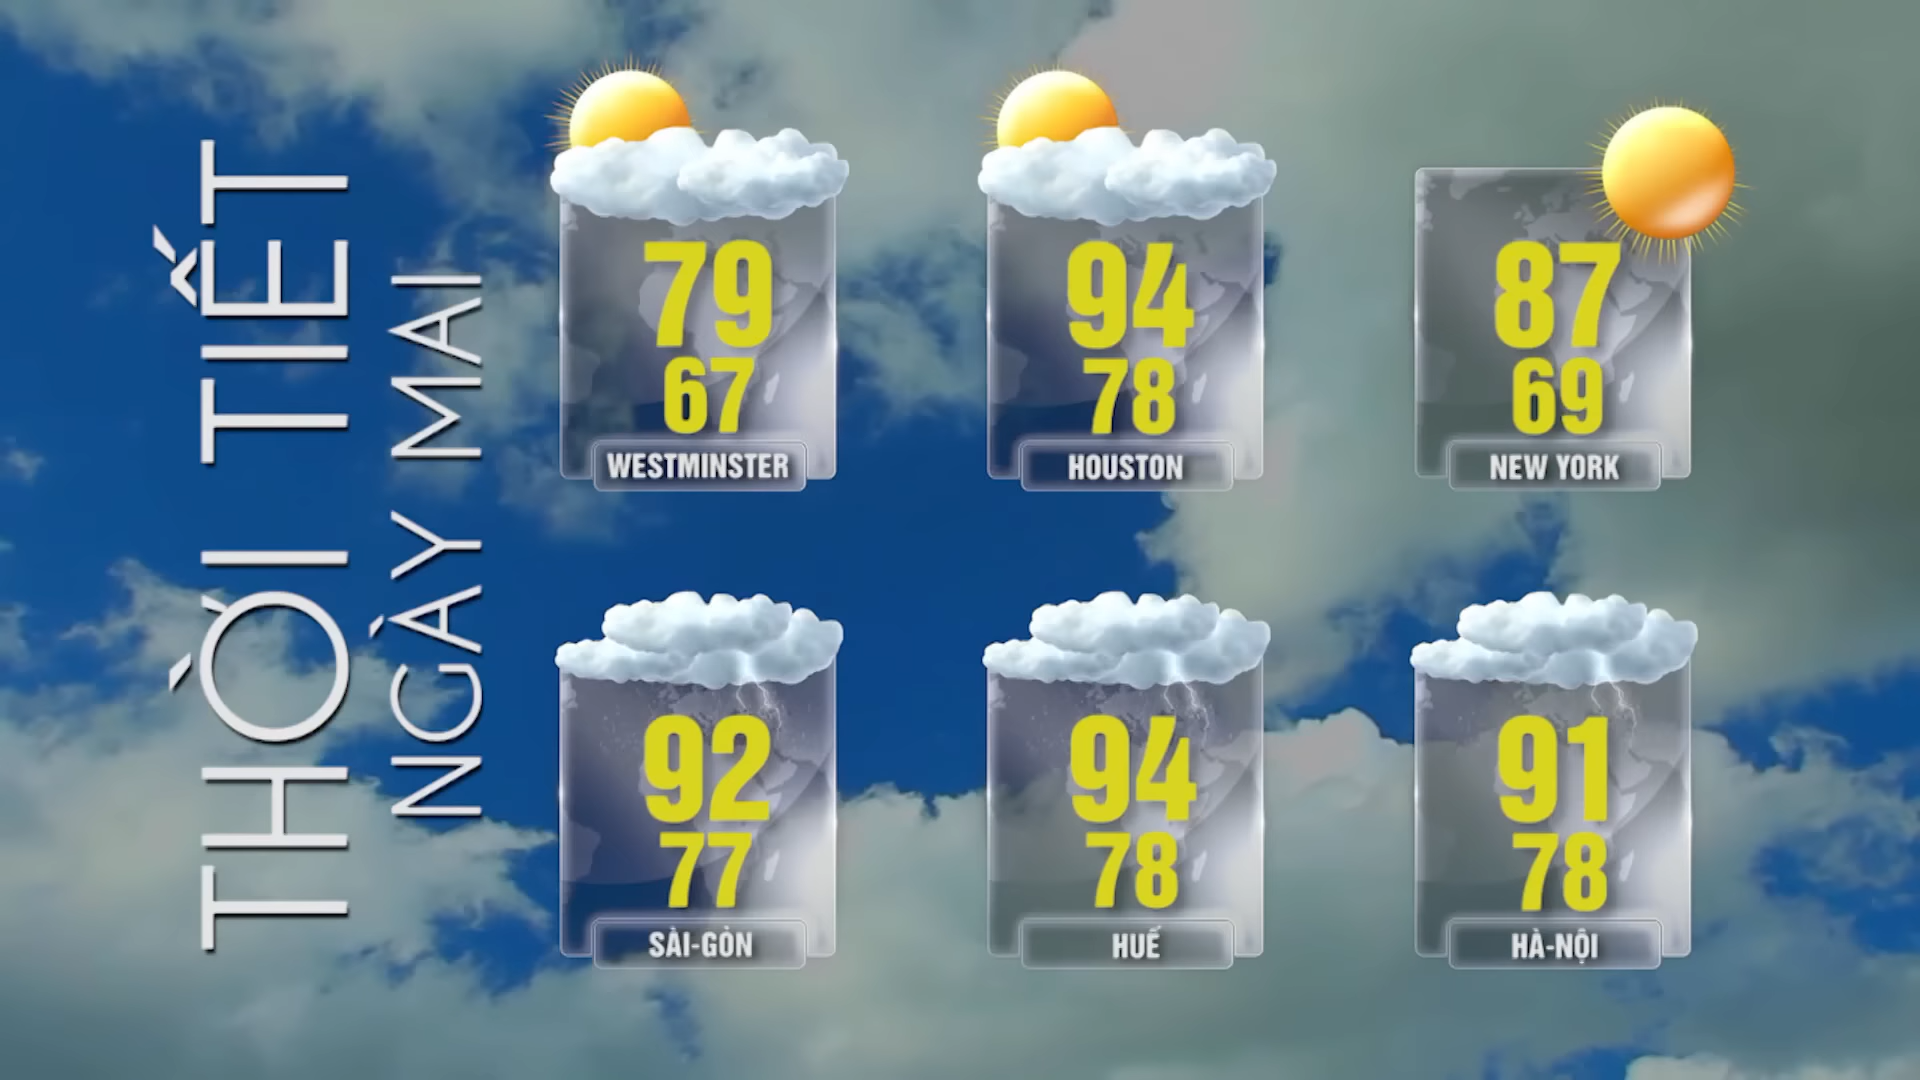 THỜI TIẾT
NGÀY MAI
79
67
WESTMINSTER
94
78
HOUSTON
87
69
NEW YORK
92
77
SÀI-GÒN
94
78
HUẾ
91
78
HÀ-NỘI